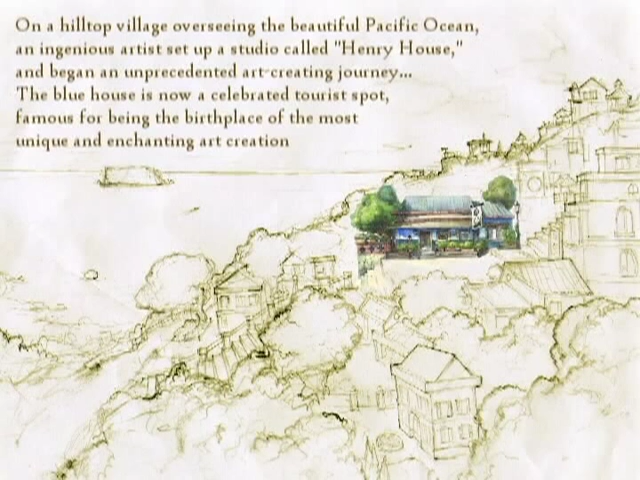 On a hilltop village overseeing the beautiful Pacific Ocean,
an ingenious artist set up a studio called "Henry House,"
and began an unprecedented art-creating journey...
The blue house is now a celebrated tourist spot,
famous for being the birthplace of the most
unique and enchanting art creation